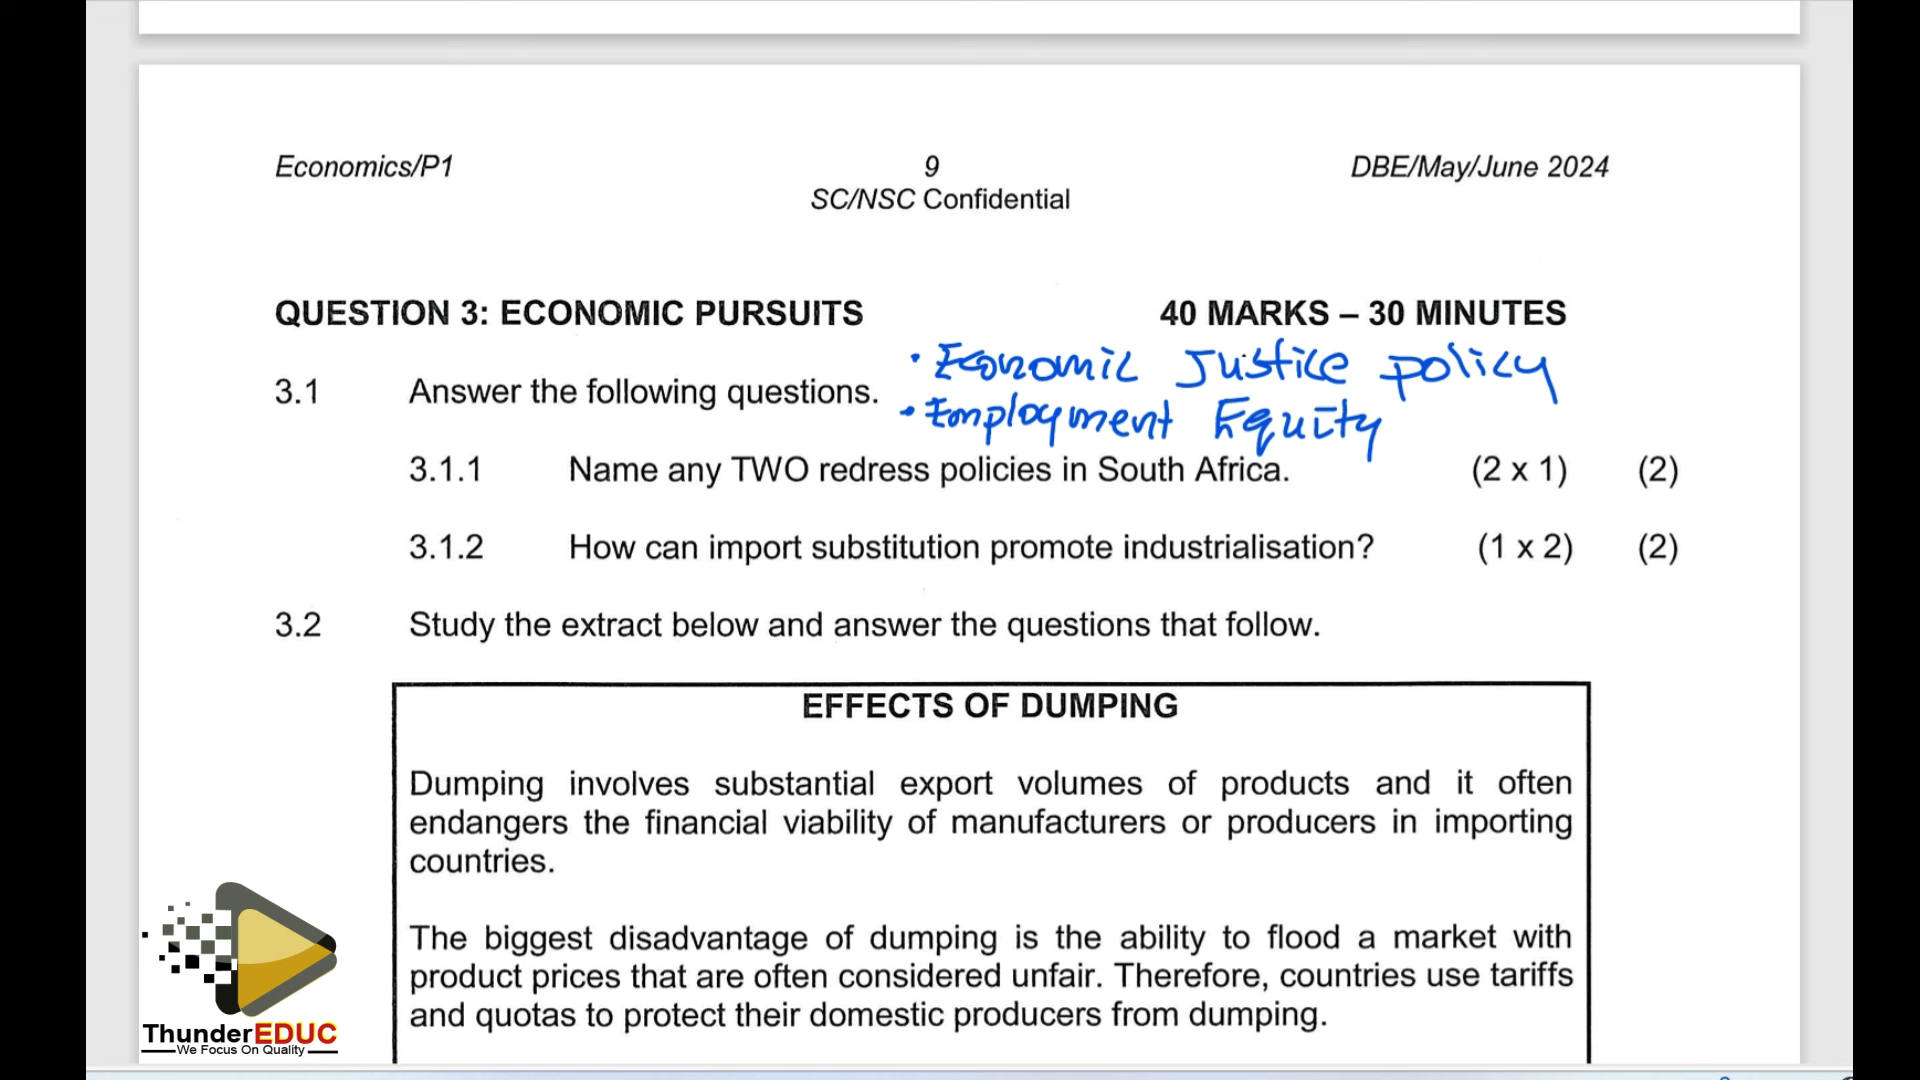 Economics/P1 9 DBE/May/June 2024
SC/NSC Confidential
QUESTION 3: ECONOMIC PURSUITS 40 MARKS – 30 MINUTES
• Economic Justice policy
3.1 Answer the following questions.
• Employment Equity
3.1.1 Name any TWO redress policies in South Africa. (2 x 1) (2)
3.1.2 How can import substitution promote industrialisation? (1 x 2) (2)
3.2 Study the extract below and answer the questions that follow.
EFFECTS OF DUMPING
Dumping involves substantial export volumes of products and it often
endangers the financial viability of manufacturers or producers in importing
countries.
The biggest disadvantage of dumping is the ability to flood a market with
product prices that are often considered unfair. Therefore, countries use tariffs
and quotas to protect their domestic producers from dumping.
ThunderEDUC
We Focus On Quality